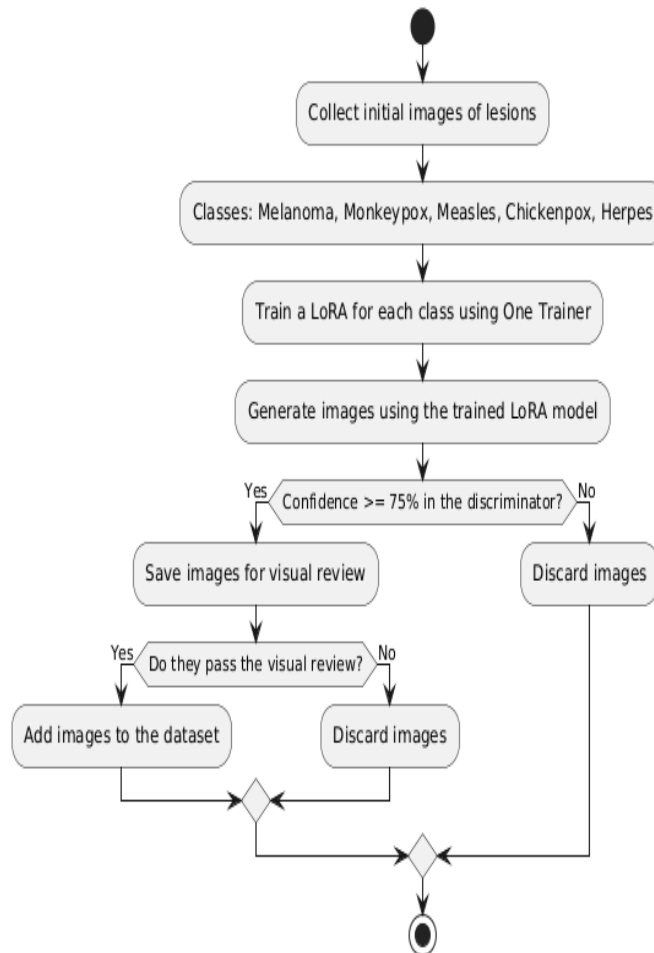 Collect initial images of lesions
Classes: Melanoma, Monkeypox, Measles, Chickenpox, Herpes
Train a LoRA for each class using One Trainer
Generate images using the trained LoRA model
Yes
Confidence >= 75% in the discriminator?
No
Save images for visual review
Discard images
Yes
Do they pass the visual review?
No
Add images to the dataset
Discard images